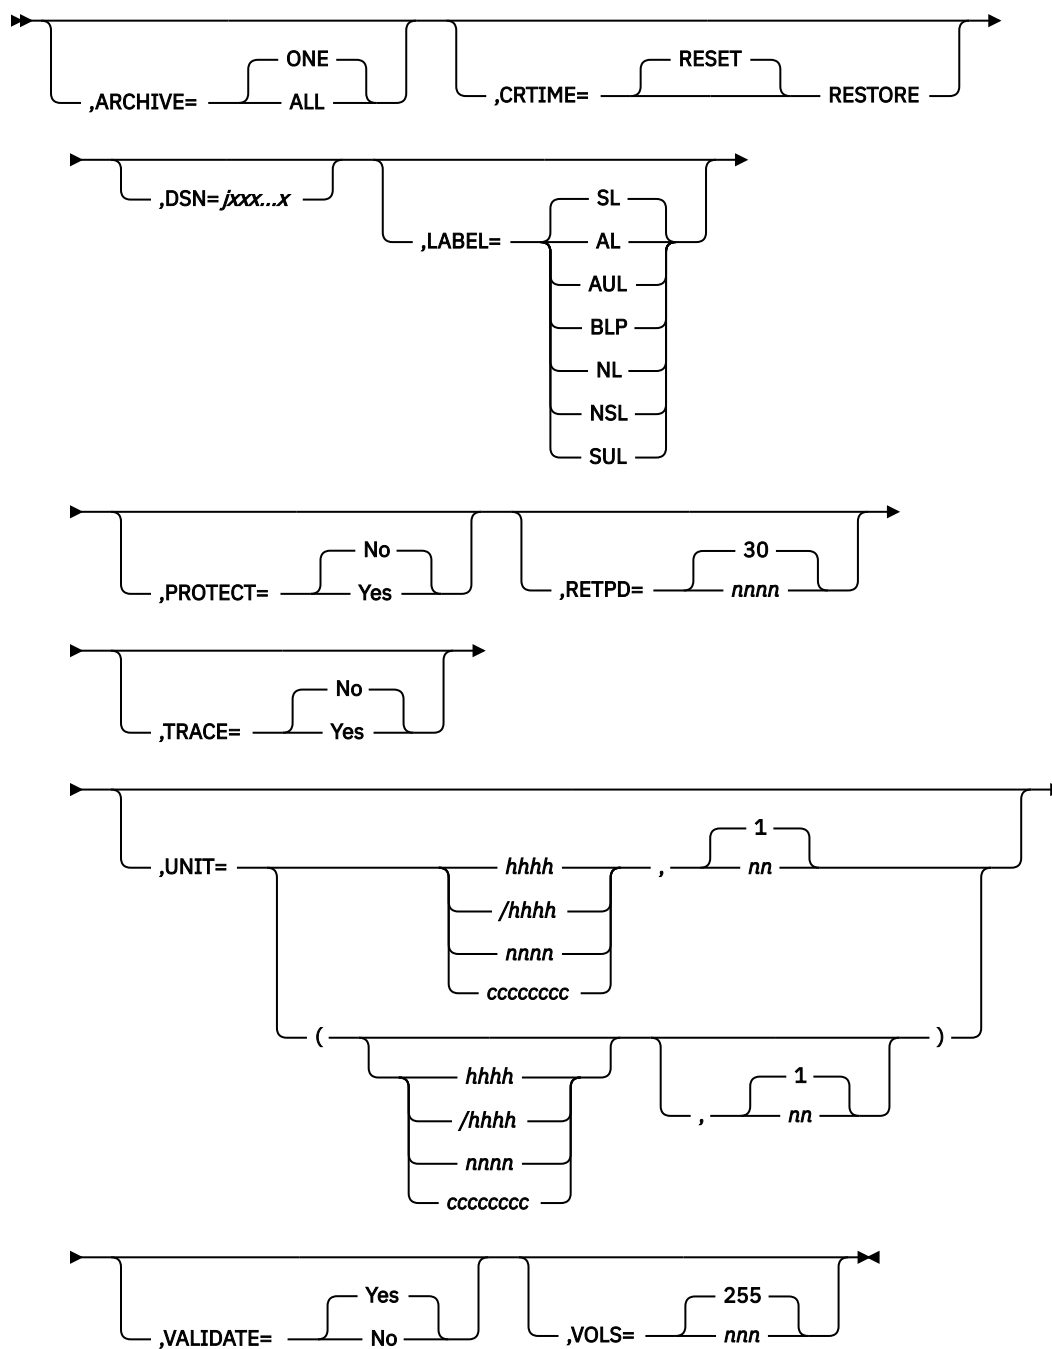 ONE
,ARCHIVE= ALL
RESET
,CRTIME= RESTORE
,DSN= jxxx...x
SL
,LABEL= AL
AUL
BLP
NL
NSL
SUL
No
,PROTECT= Yes
30
,RETPD= nnnn
No
,TRACE= Yes
1
,UNIT= hhhh , nn
/hhhh
nnnn
cccccccc
( )
hhhh
1
/hhhh , nn
nnnn
cccccccc
Yes
,VALIDATE= No
255
,VOLS= nnn